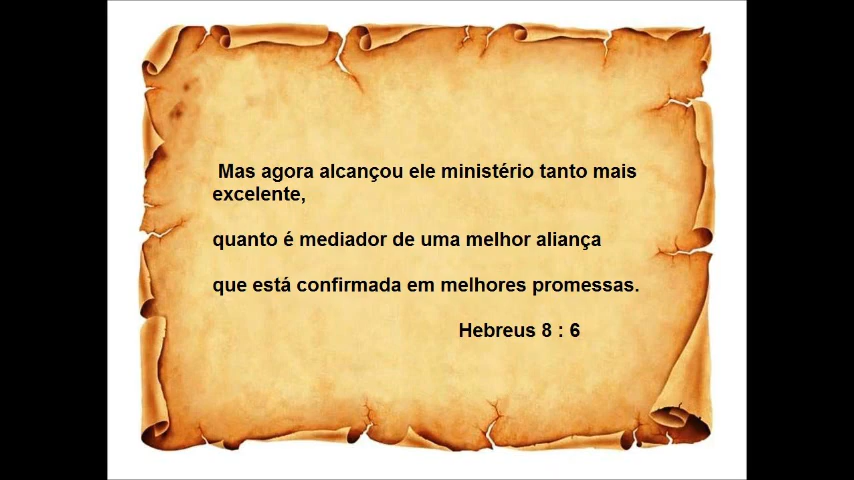 Mas agora alcançou ele ministério tanto mais
excelente,
quanto é mediador de uma melhor aliança
que está confirmada em melhores promessas.
Hebreus 8 : 6